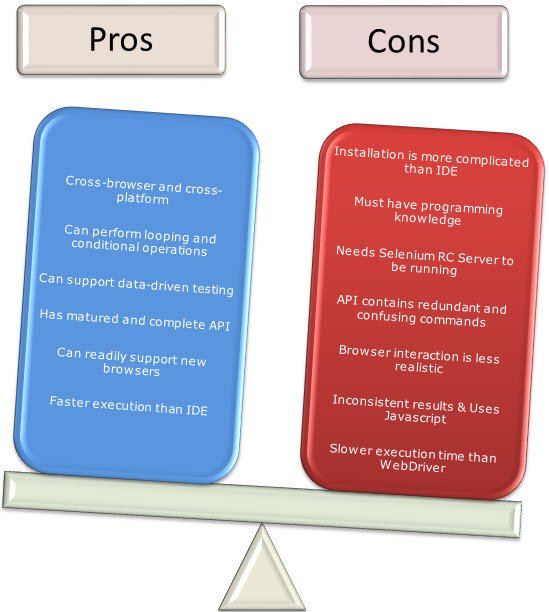 Pros
Cross-browser and cross-
platform
Can perform looping and
conditional operations
Can support data-driven testing
Has matured and complete API
Can readily support new
browsers
Faster execution than IDE
Cons
Installation is more complicated
than IDE
Must have programming
knowledge
Needs Selenium RC Server to
be running
API contains redundant and
confusing commands
Browser interaction is less
realistic
Inconsistent results & Uses
Javascript
Slower execution time than
WebDriver